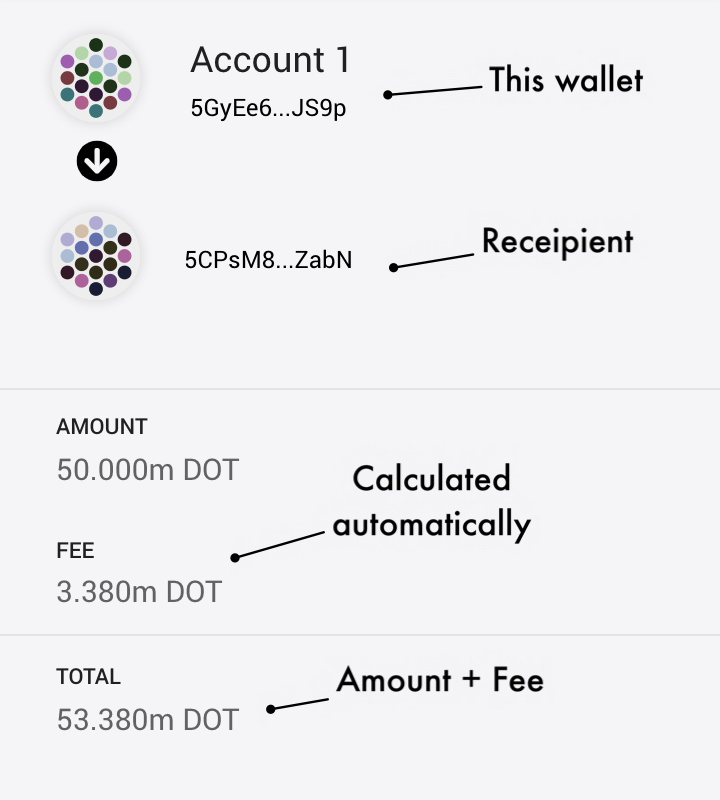 Account 1
This wallet
5GyEe6...JS9p
Receipient
5CPsM8...ZabN
AMOUNT
50.000m DOT
Calculated
automatically
FEE
3.380m DOT
TOTAL
Amount + Fee
53.380m DOT